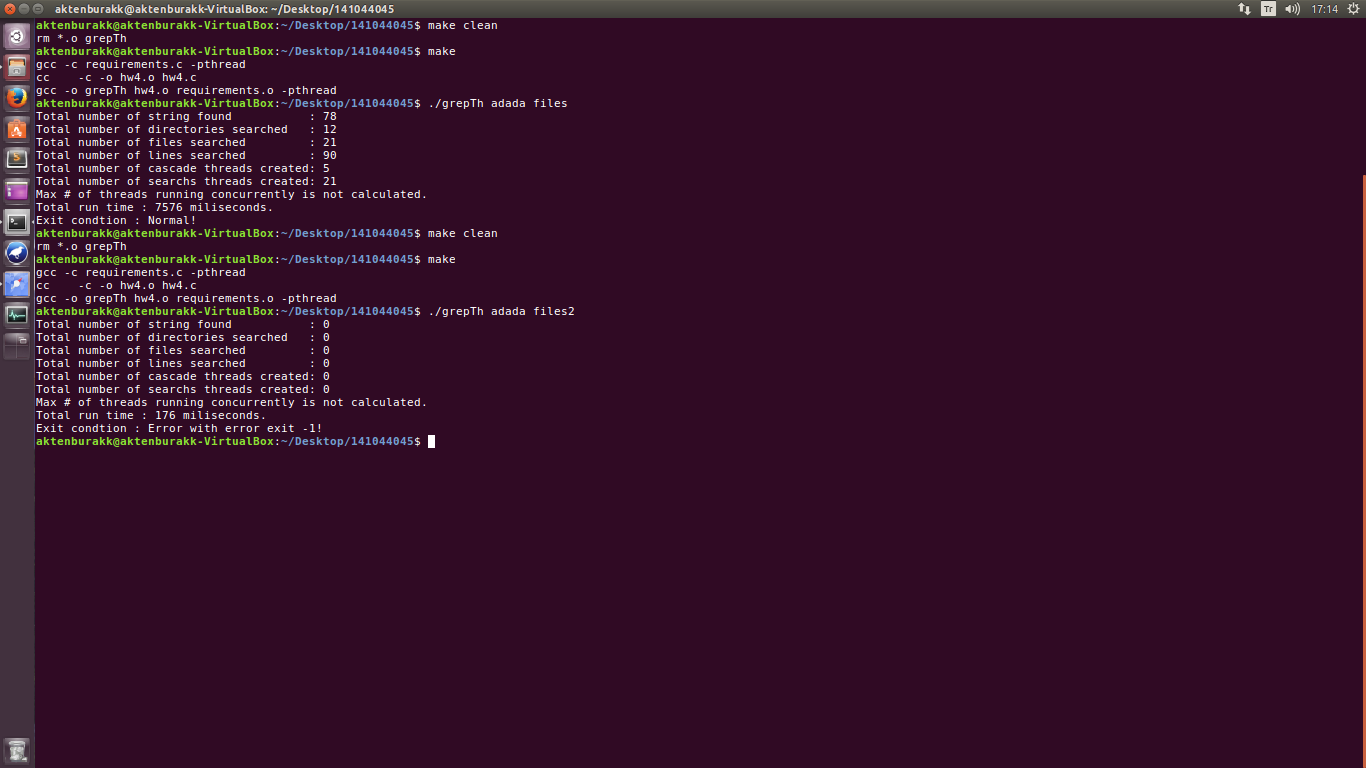 aktenburakk@aktenburakk-VirtualBox: ~/Desktop/141044045
Tr
17:14
aktenburakk@aktenburakk-VirtualBox:~/Desktop/141044045$ make clean
rm *.o grepTh
aktenburakk@aktenburakk-VirtualBox:~/Desktop/141044045$ make
gcc -c requirements.c -pthread
cc    -c -o hw4.o hw4.c
gcc -o grepTh hw4.o requirements.o -pthread
aktenburakk@aktenburakk-VirtualBox:~/Desktop/141044045$ ./grepTh adada files
Total number of string found           : 78
Total number of directories searched   : 12
Total number of files searched         : 21
Total number of lines searched         : 90
Total number of cascade threads created: 5
Total number of searchs threads created: 21
Max # of threads running concurrently is not calculated.
Total run time : 7576 miliseconds.
Exit condtion : Normal!
aktenburakk@aktenburakk-VirtualBox:~/Desktop/141044045$ make clean
rm *.o grepTh
aktenburakk@aktenburakk-VirtualBox:~/Desktop/141044045$ make
gcc -c requirements.c -pthread
cc    -c -o hw4.o hw4.c
gcc -o grepTh hw4.o requirements.o -pthread
aktenburakk@aktenburakk-VirtualBox:~/Desktop/141044045$ ./grepTh adada files2
Total number of string found           : 0
Total number of directories searched   : 0
Total number of files searched         : 0
Total number of lines searched         : 0
Total number of cascade threads created: 0
Total number of searchs threads created: 0
Max # of threads running concurrently is not calculated.
Total run time : 176 miliseconds.
Exit condtion : Error with error exit -1!
aktenburakk@aktenburakk-VirtualBox:~/Desktop/141044045$